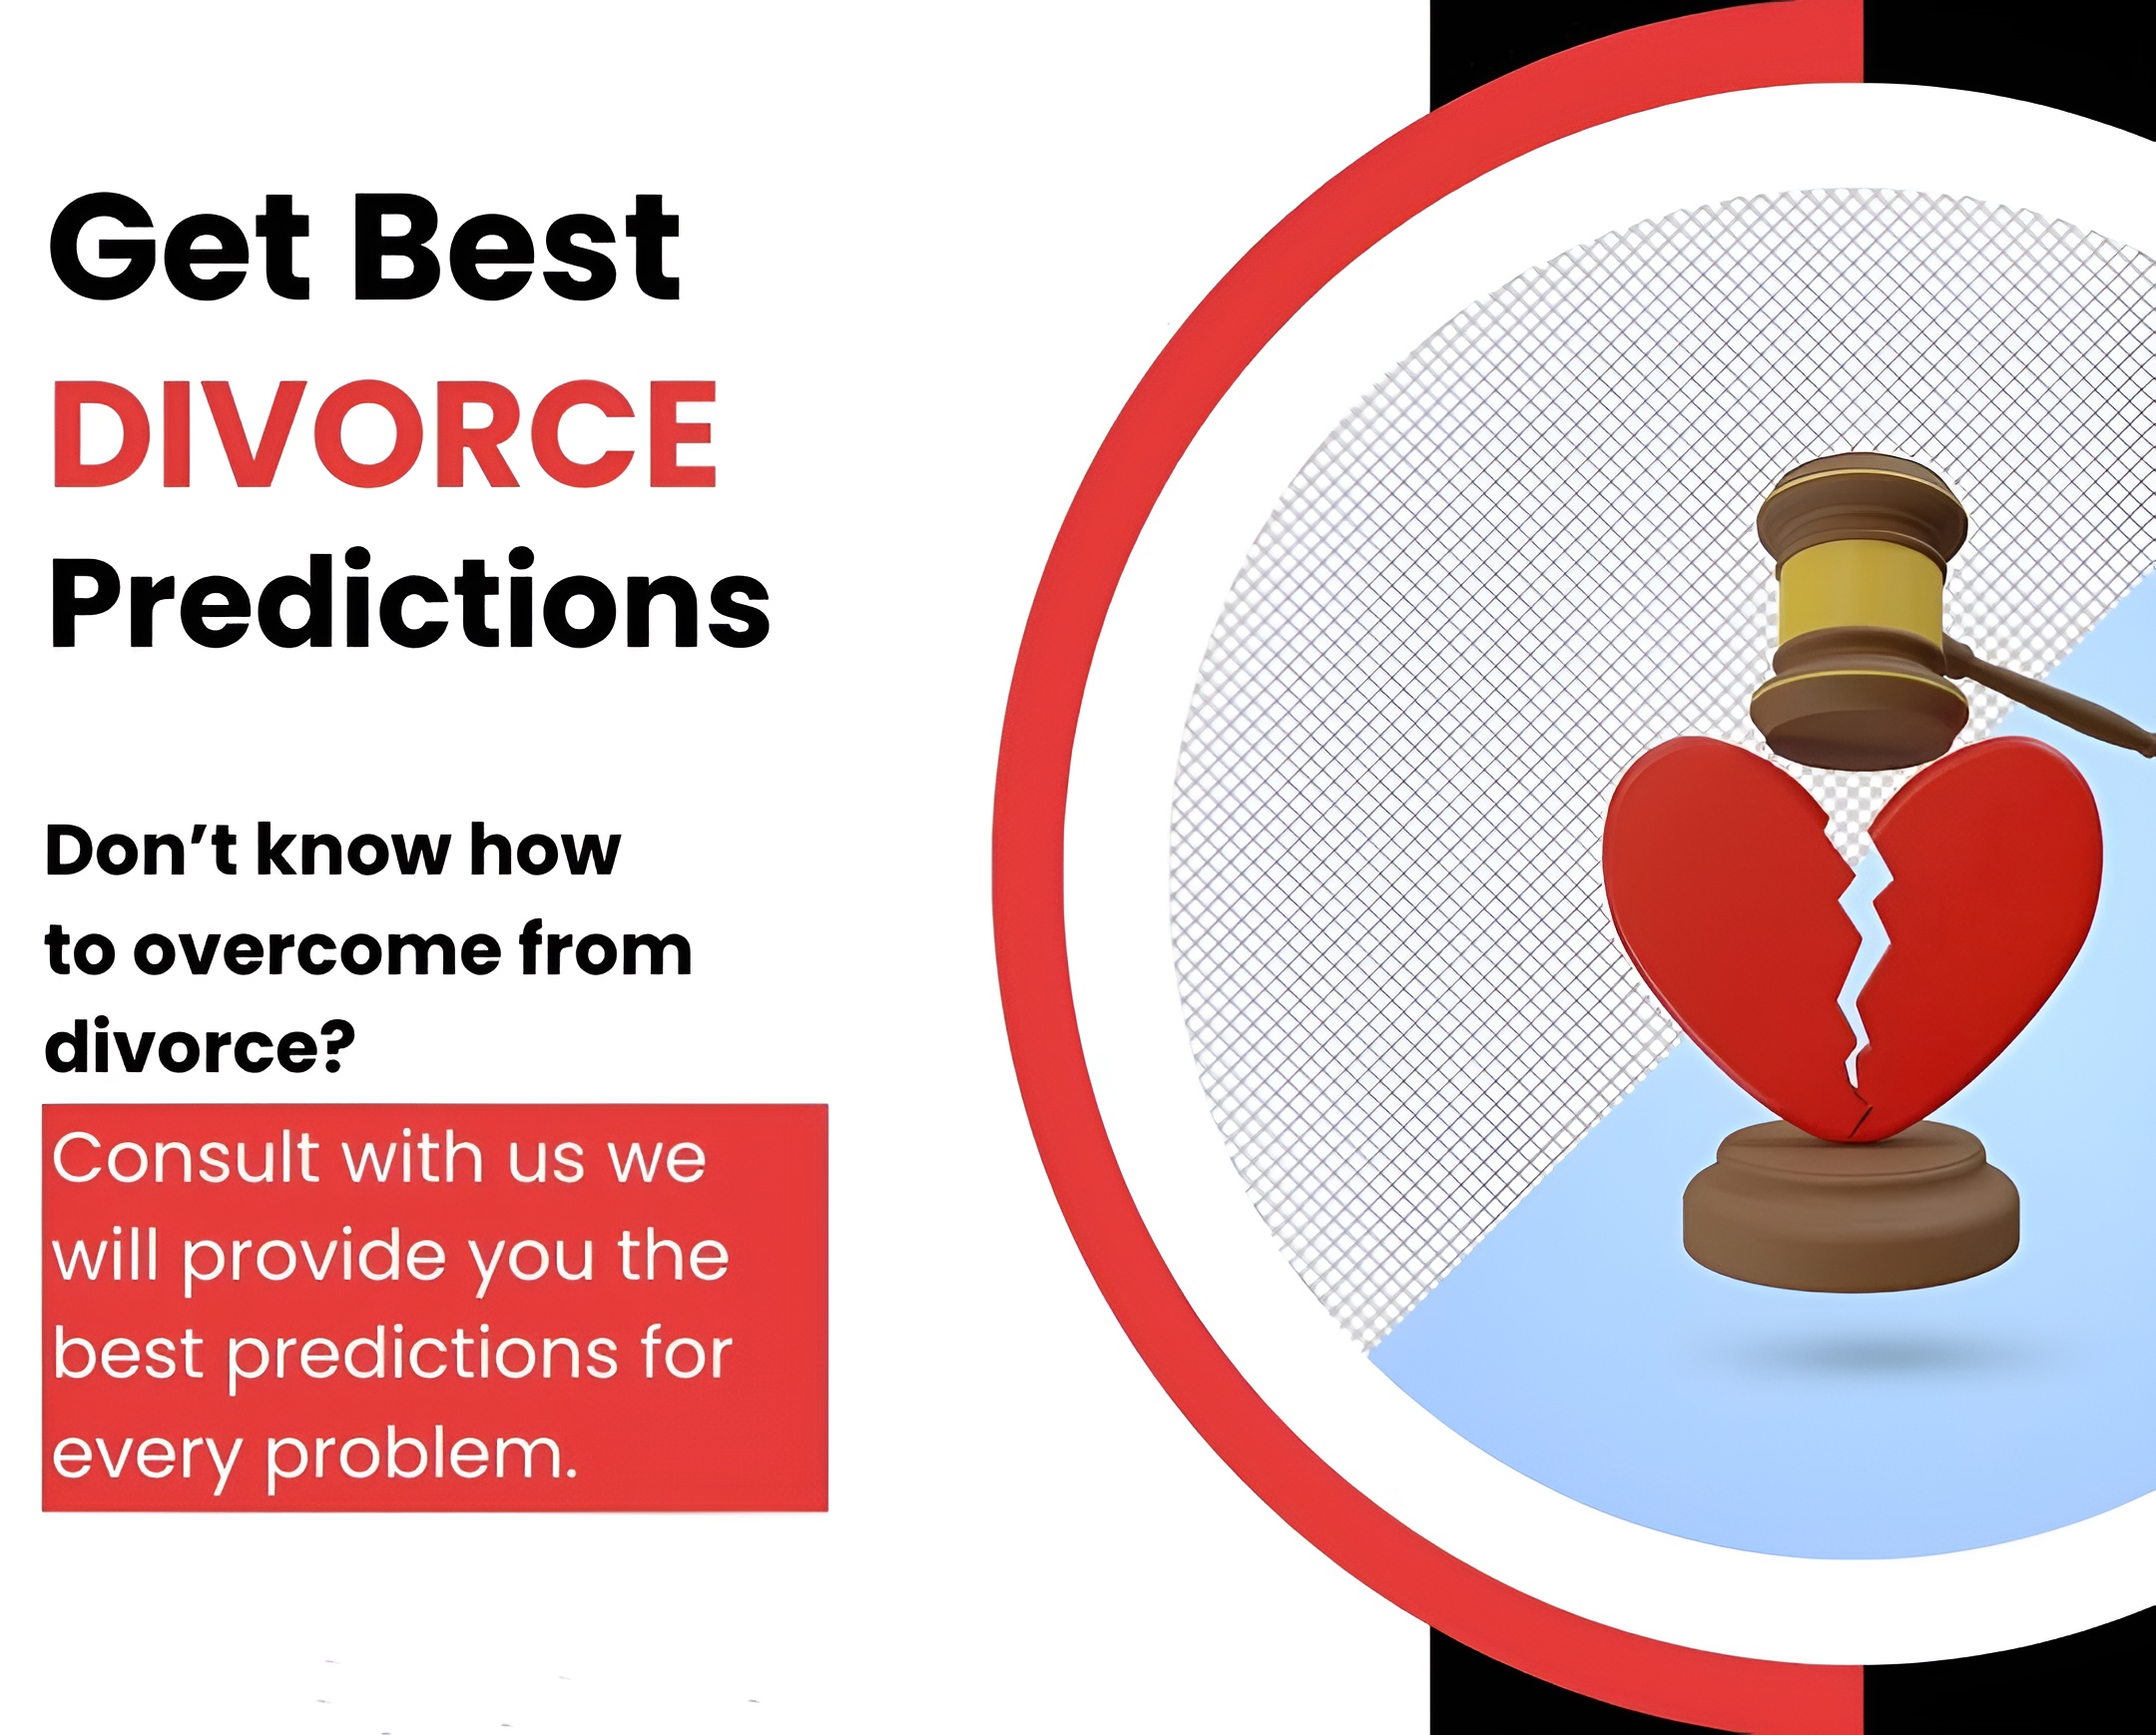 Get Best
DIVORCE
Predictions
Don’t know how
to overcome from
divorce?
Consult with us we
will provide you the
best predictions for
every problem.